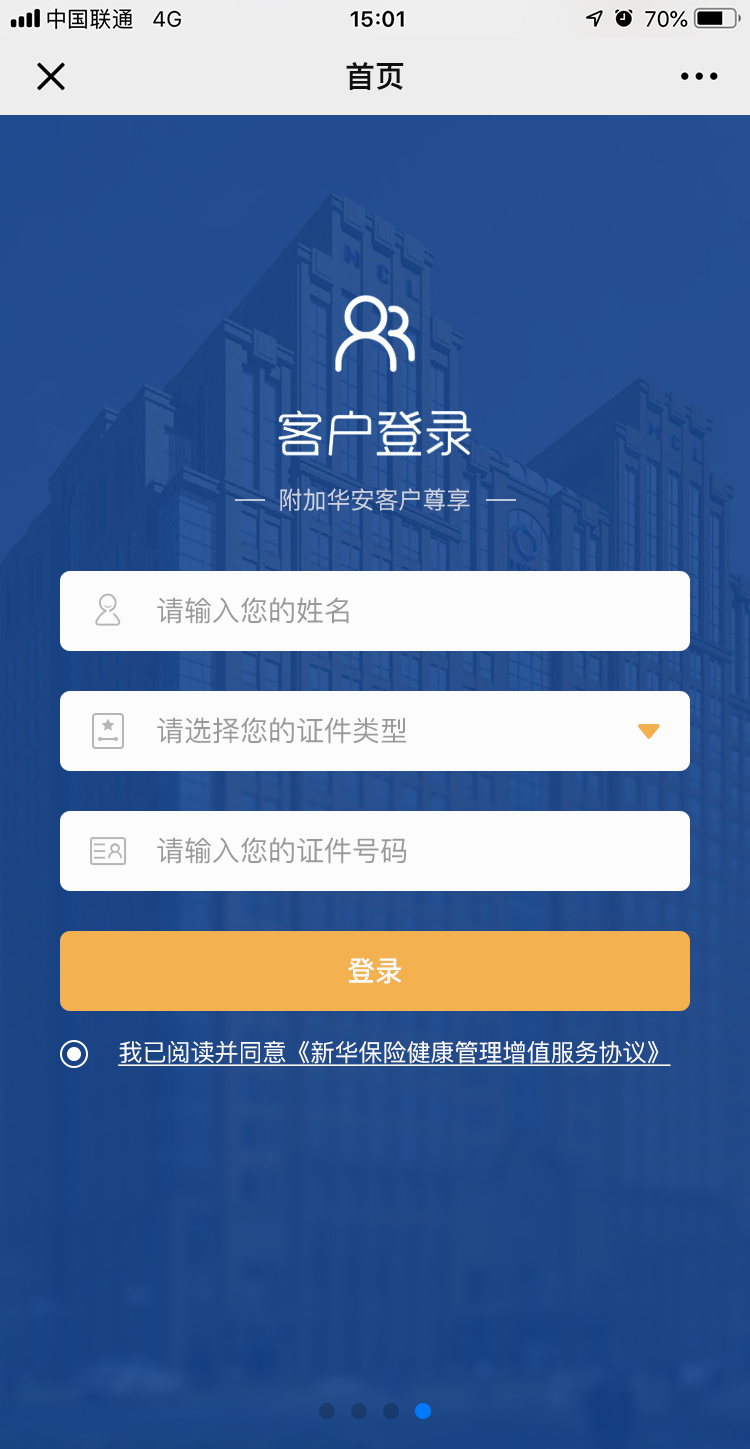 中国联通 4G 15:01 70%
首页
NCL
NCL
客户登录
附加华安客户尊享
请输入您的姓名
请选择您的证件类型
请输入您的证件号码
登录
我已阅读并同意《新华保险健康管理增值服务协议》